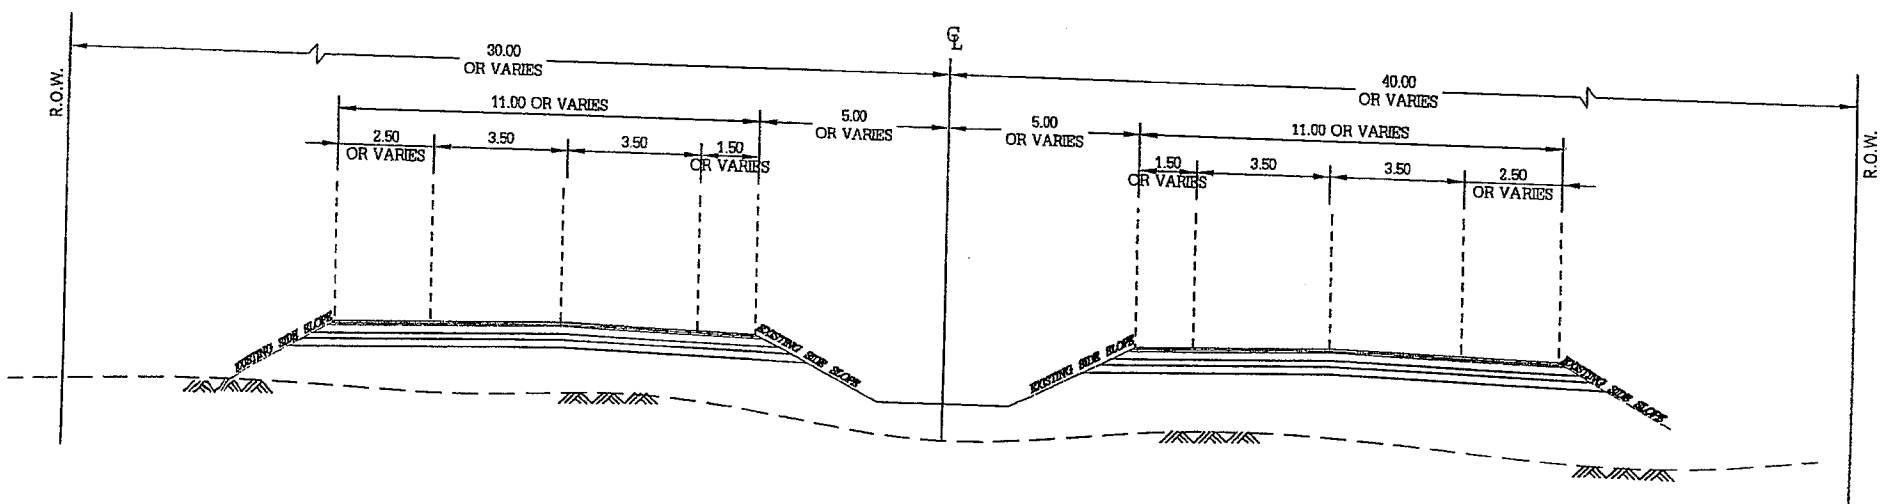 ℄
30.00
OR VARIES
40.00
OR VARIES
R.O.W.
R.O.W.
11.00 OR VARIES
5.00
OR VARIES
5.00
OR VARIES
11.00 OR VARIES
2.50
OR VARIES
3.50
3.50
1.50
OR VARIES
1.50
OR VARIES
3.50
3.50
2.50
OR VARIES
EXISTING SIDE SLOPE
EXISTING SIDE SLOPE
EXISTING SIDE SLOPE
EXISTING SIDE SLOPE